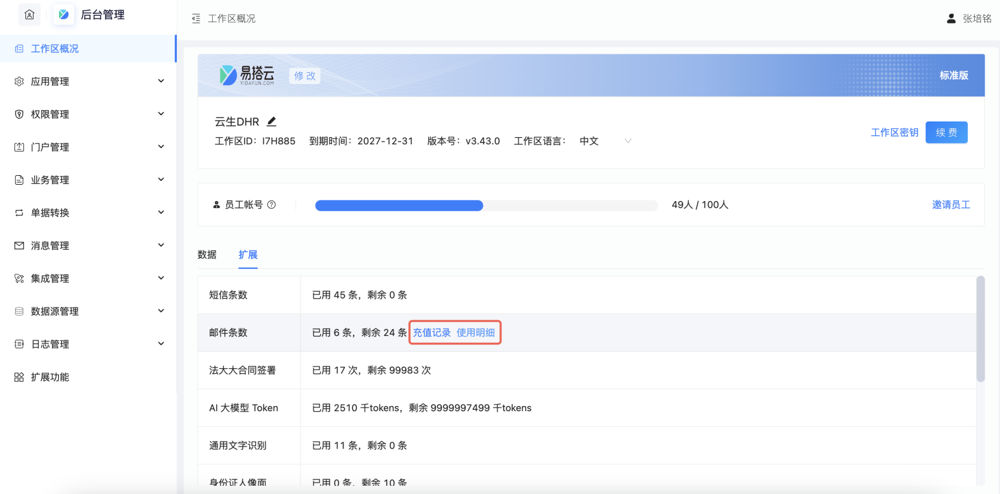 后台管理
工作区概况
应用管理
权限管理
门户管理
业务管理
单据转换
消息管理
集成管理
数据源管理
日志管理
扩展功能
工作区概况
张培铭
易搭云
YIDAYUN.COM
修改
标准版
云生DHR
工作区ID：I7H885 到期时间：2027-12-31 版本号：v3.43.0 工作区语言： 中文
工作区密钥
续费
员工帐号
49人 / 100人
邀请员工
数据 扩展
短信条数 已用 45 条，剩余 0 条
邮件条数 已用 6 条，剩余 24 条 充值记录 使用明细
法大大合同签署 已用 17 次，剩余 99983 次
AI 大模型 Token 已用 2510 千tokens，剩余 9999997499 千tokens
通用文字识别 已用 11 条，剩余 0 条
身份证人像面 已用 0 条，剩余 10 条